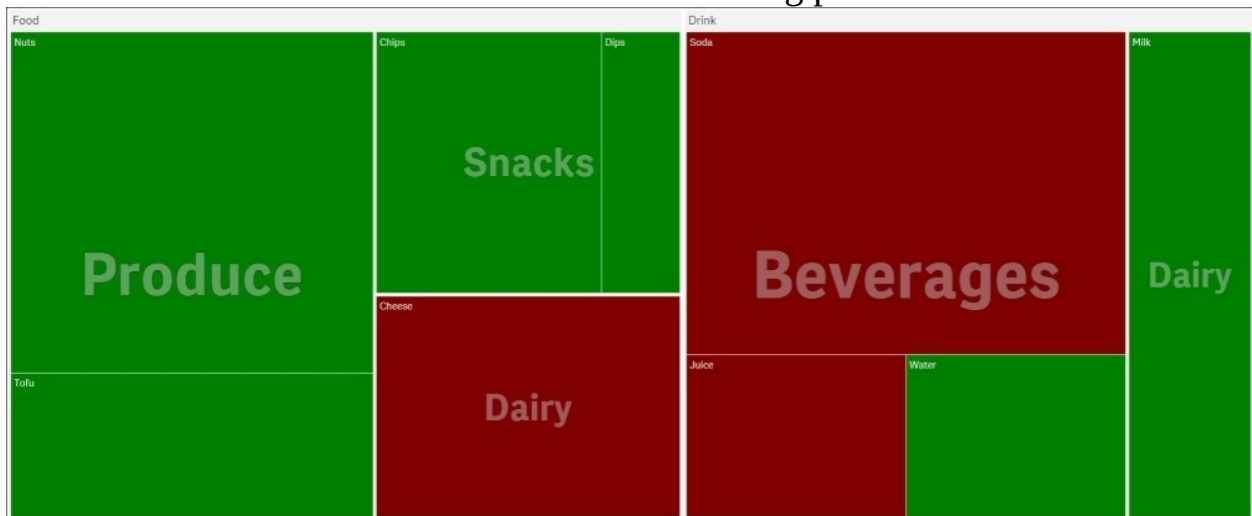 Food
Drink
Nuts
Chips
Dips
Soda
Milk
Snacks
Produce
Beverages
Dairy
Cheese
Juice
Water
Tofu
Dairy